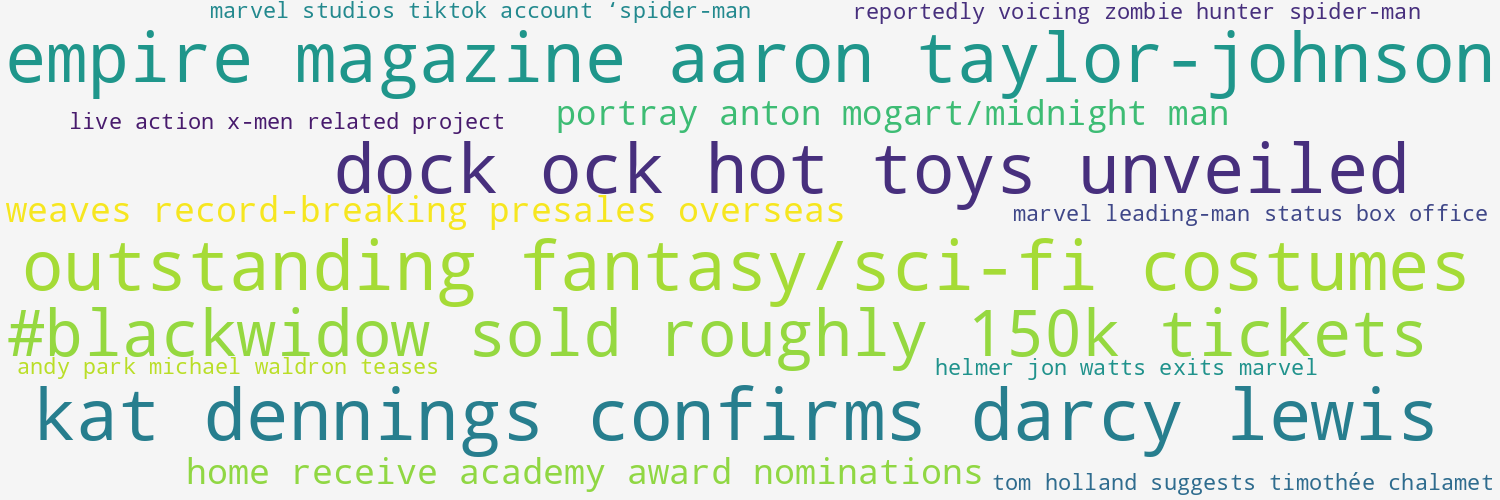 marvel studios tiktok account ‘spider-man
reportedly voicing zombie hunter spider-man
empire magazine aaron taylor-johnson
live action x-men related project
portray anton mogart/midnight man
dock ock hot toys unveiled
weaves record-breaking presales overseas
marvel leading-man status box office
outstanding fantasy/sci-fi costumes
#blackwidow sold roughly 150k tickets
andy park michael waldron teases
helmer jon watts exits marvel
kat dennings confirms darcy lewis
home receive academy award nominations
tom holland suggests timothée chalamet